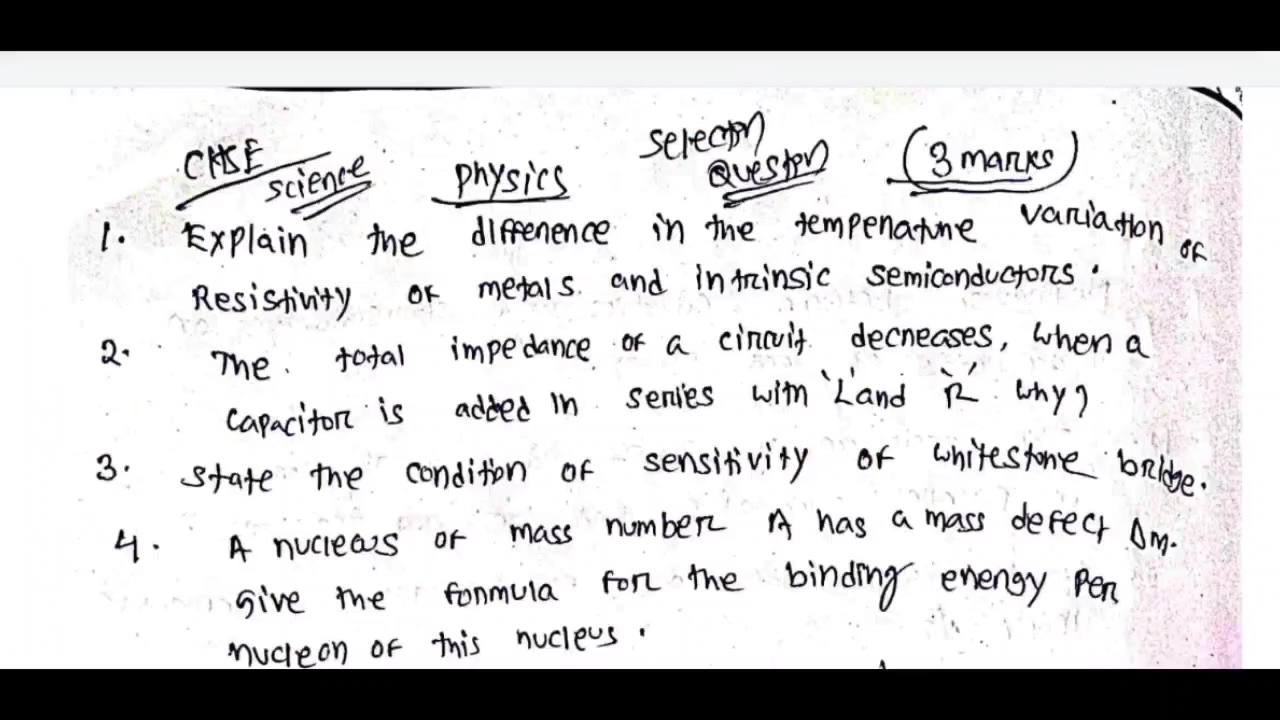 CHSE science physics selection Question (3 marks)
1. Explain the difference in the temperature variation of
Resistivity of metals and intrinsic semiconductors.
2. The total impedance of a circuit decreases, when a
capacitor is added in series with 'L' and 'R' why?
3. State the condition of sensitivity of whitestone bridge.
4. A nucleus of mass number A has a mass defect Δm.
give the formula for the binding energy per
nucleon of this nucleus.